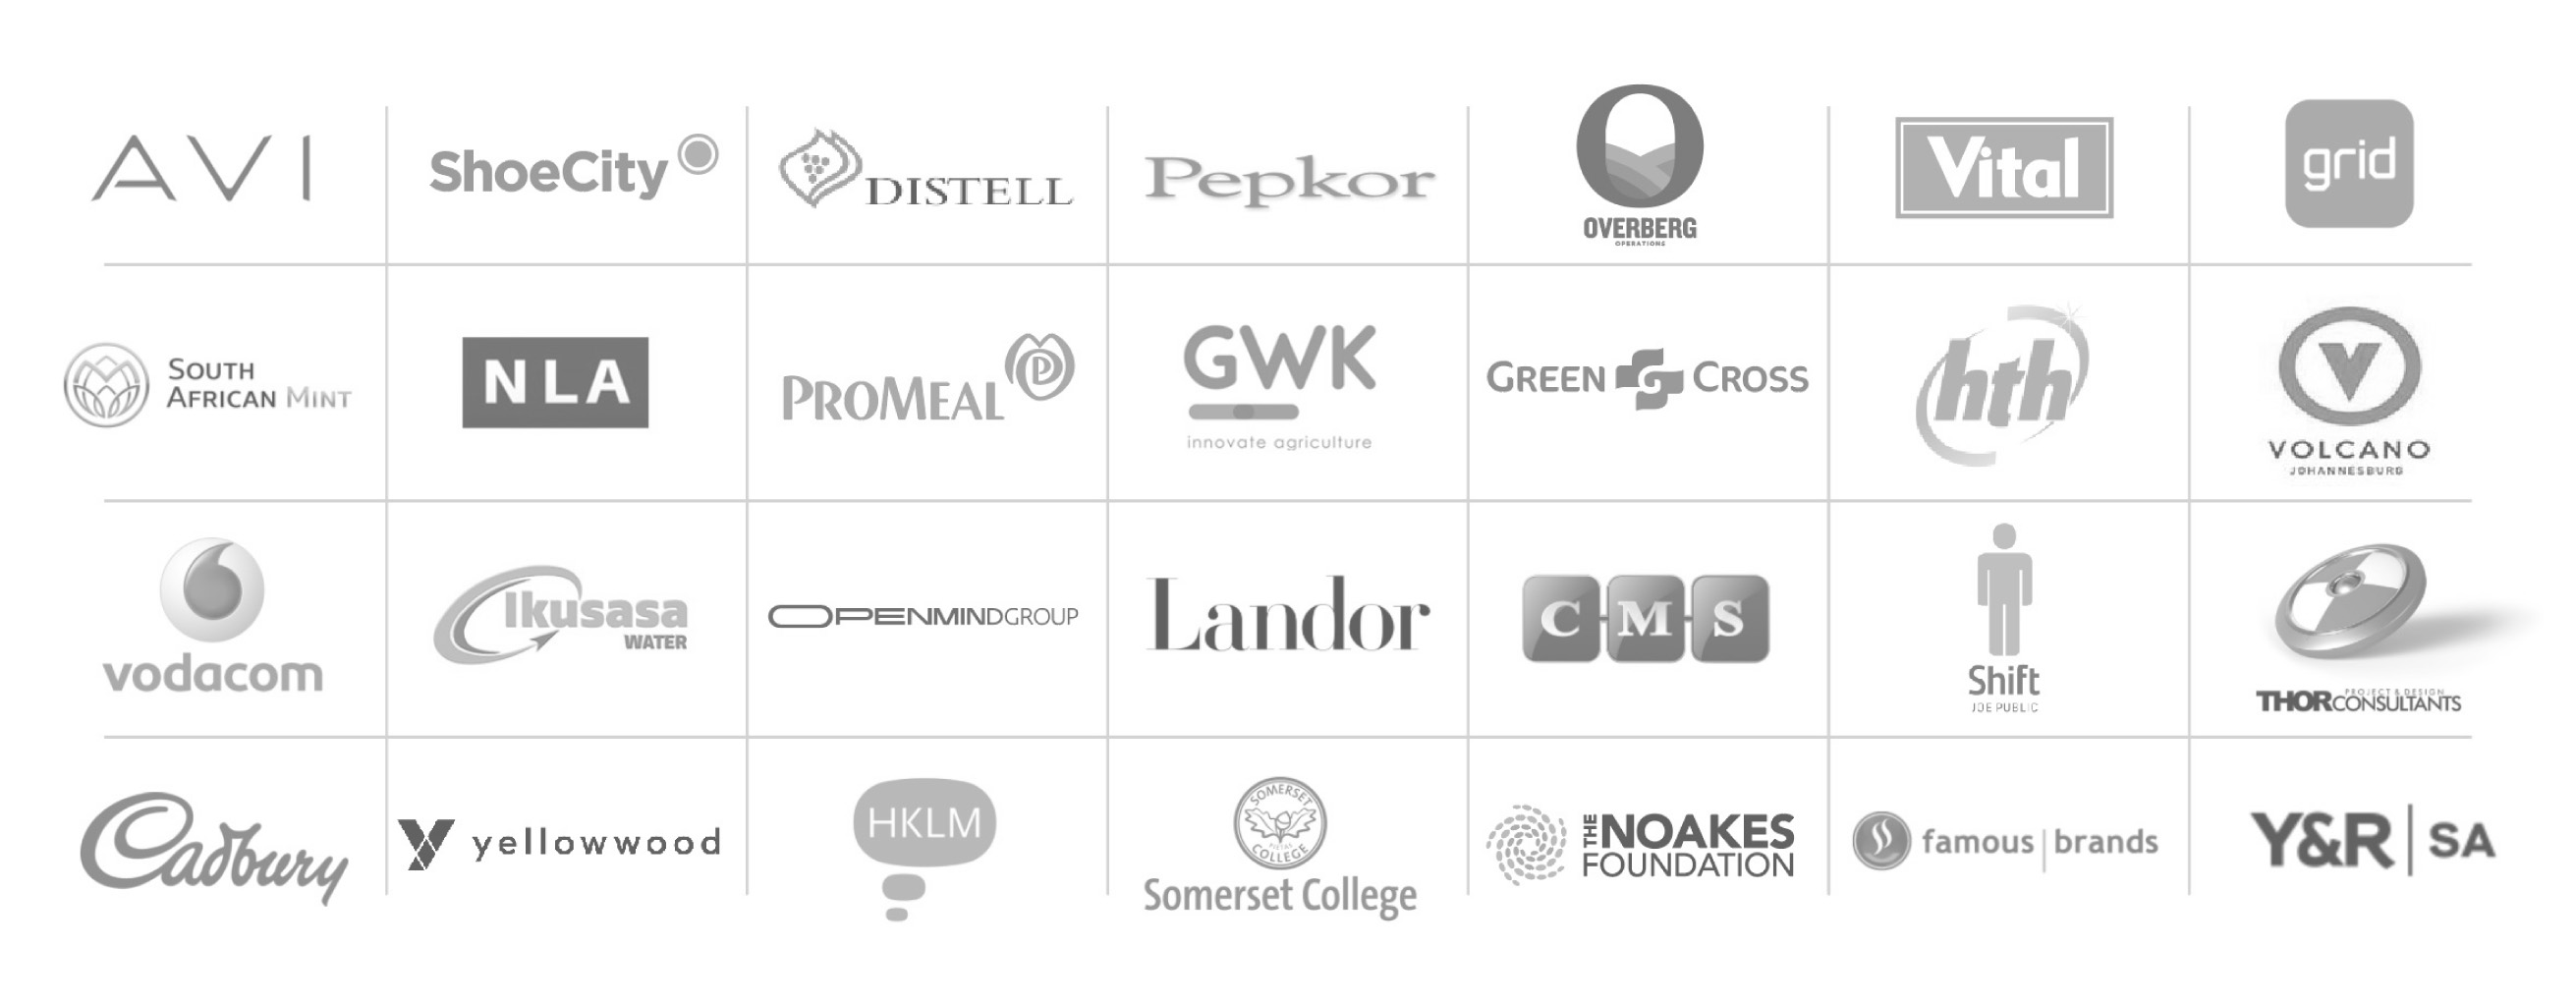 AVI
ShoeCity
DISTELL
Pepkor
OVERBERG
OPERATIONS
Vital
grid
SOUTH
AFRICAN MINT
NLA
PROMEAL
GWK
innovate agriculture
GREEN CROSS
hth
VOLCANO
JOHANNESBURG
vodacom
Ikusasa
WATER
OPENMINDGROUP
Landor
CMS
Shift
JOE PUBLIC
PROJECT & DESIGN
THORCONSULTANTS
Cadbury
yellowwood
HKLM
SOMERSET
PIETAS
COLLEGE
Somerset College
THE NOAKES
FOUNDATION
famous | brands
Y&R | SA